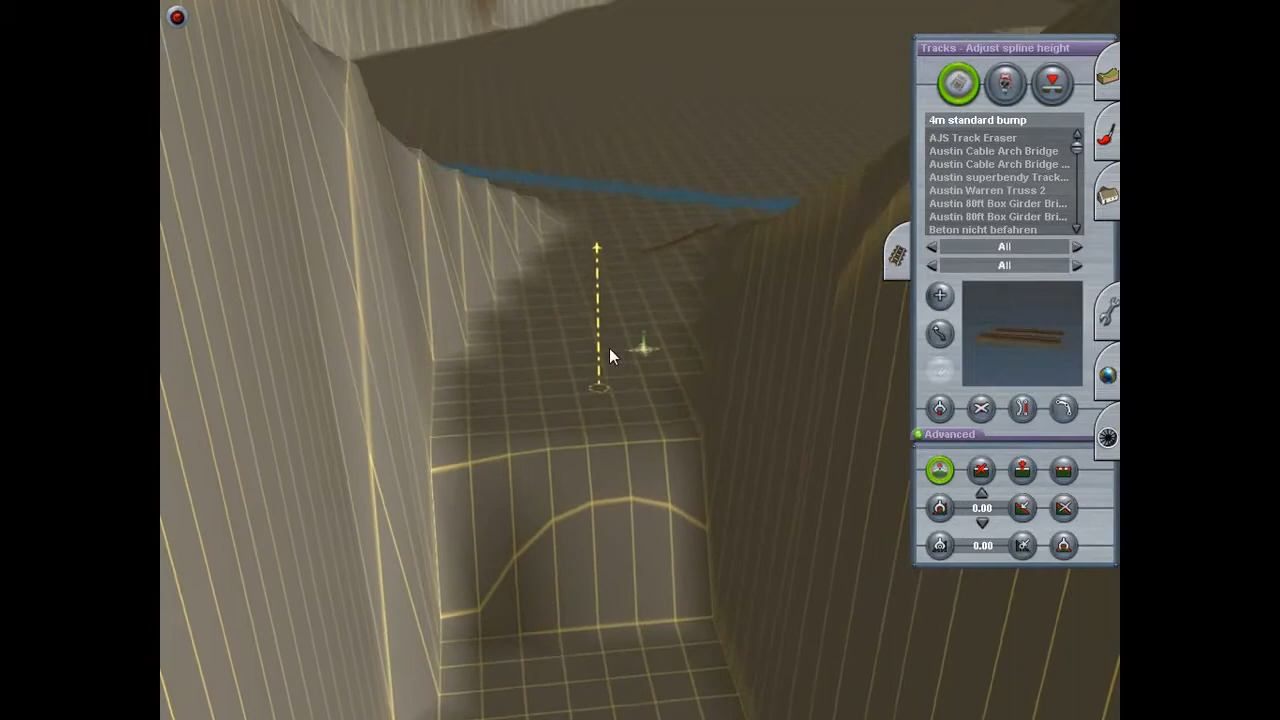 Tracks - Adjust spline height
4m standard bump
AJS Track Eraser
Austin Cable Arch Bridge
Austin Cable Arch Bridge ...
Austin superbendy Track...
Austin Warren Truss 2
Austin 80ft Box Girder Bri...
Austin 80ft Box Girder Bri...
Beton nicht befahren
All
All
Advanced
0.00
0.00